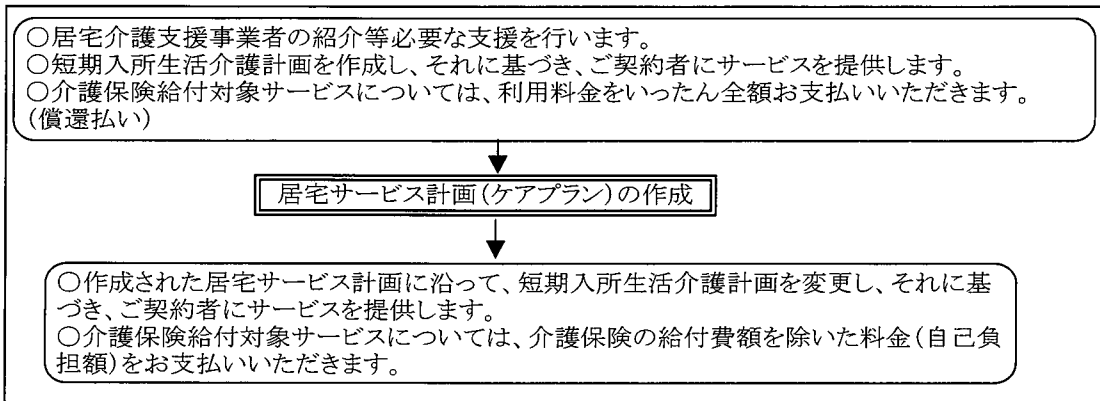 ○居宅介護支援事業者の紹介等必要な支援を行います。
○短期入所生活介護計画を作成し、それに基づき、ご契約者にサービスを提供します。
○介護保険給付対象サービスについては、利用料金をいったん全額お支払いいただきます。
(償還払い)
居宅サービス計画(ケアプラン)の作成
○作成された居宅サービス計画に沿って、短期入所生活介護計画を変更し、それに基
づき、ご契約者にサービスを提供します。
○介護保険給付対象サービスについては、介護保険の給付費額を除いた料金(自己負
担額)をお支払いいただきます。